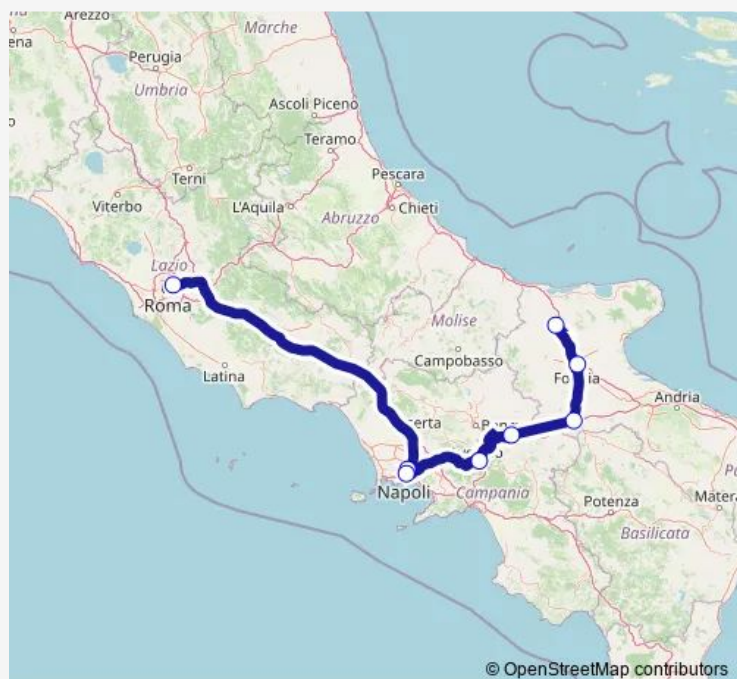 Arezzo
Marche
ena
Perugia
Umbria
Ascoli Piceno
Teramo
Terni
Pescara
Viterbo
L'Aquila
Chieti
Abruzzo
Lazio
Roma
Molise
Latina
Campobasso
Andria
Napoli
Campania
Potenza
Matera
Basilicata
© OpenStreetMap contributors